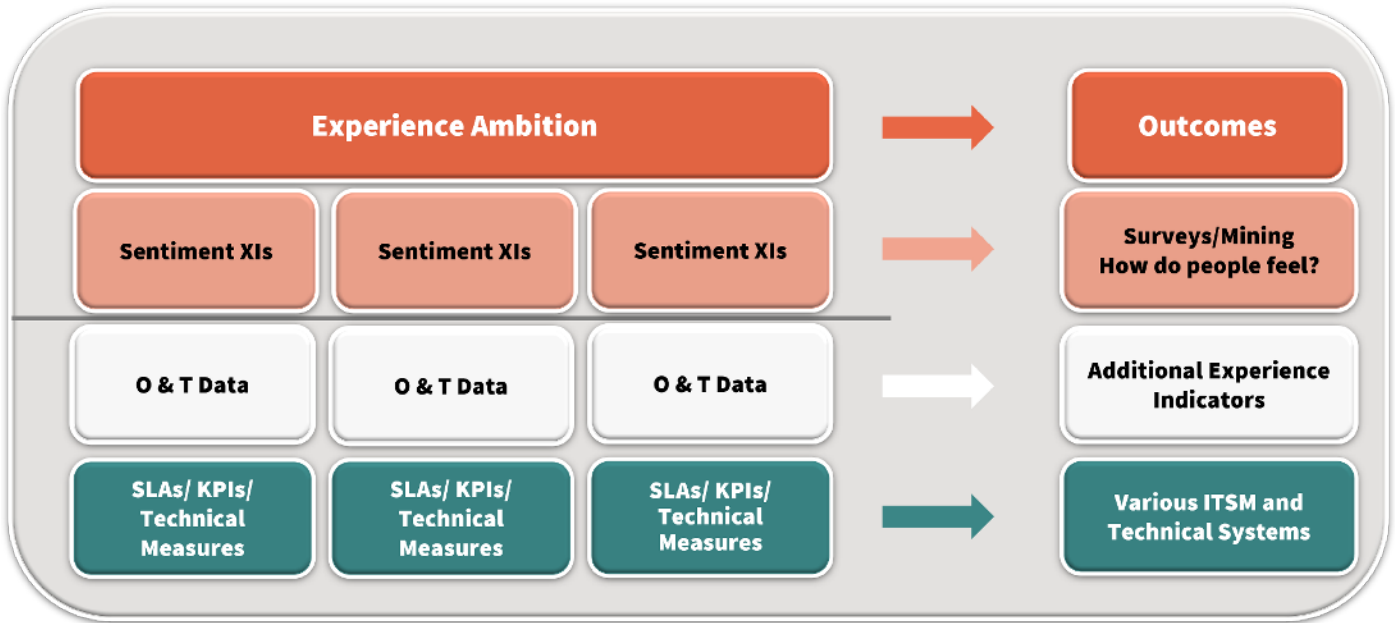 Experience Ambition
Outcomes
Sentiment XIs
Sentiment XIs
Sentiment XIs
Surveys/Mining
How do people feel?
O & T Data
O & T Data
O & T Data
Additional Experience
Indicators
SLAs/ KPIs/
Technical
Measures
SLAs/ KPIs/
Technical
Measures
SLAs/ KPIs/
Technical
Measures
Various ITSM and
Technical Systems